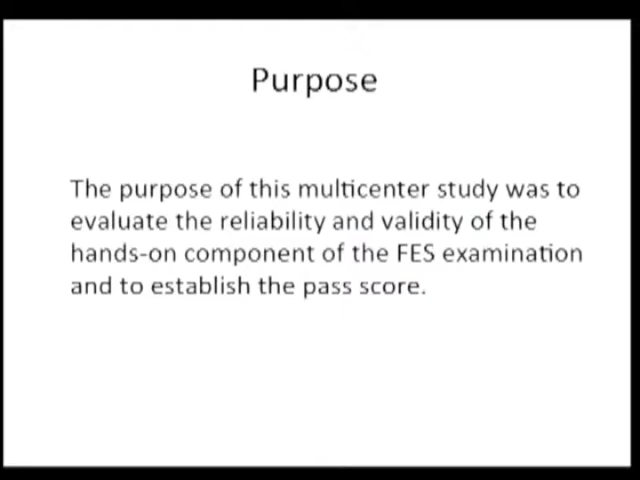 Purpose
The purpose of this multicenter study was to
evaluate the reliability and validity of the
hands-on component of the FES examination
and to establish the pass score.